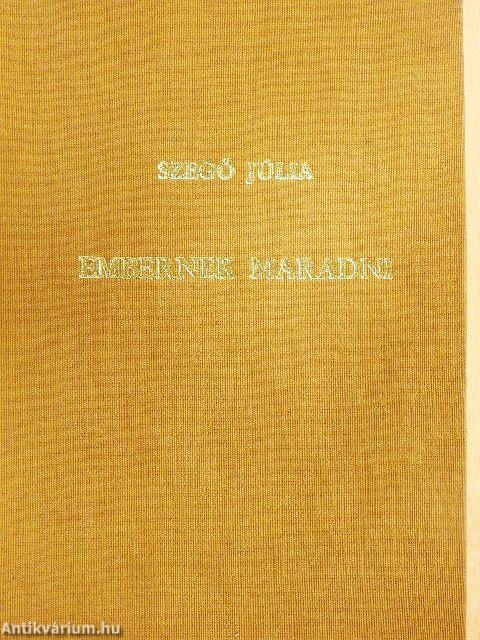 SZEGŐ JÚLIA
EMBERNEK MARADNI
Antikvárium.hu